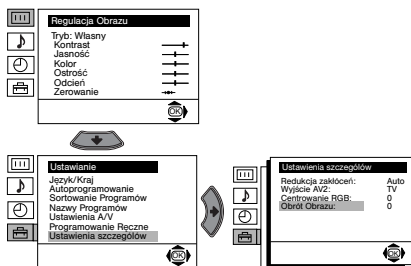 Regulacja Obrazu
Tryb: Własny
Kontrast
Jasność
Kolor
Ostrość
Odcień
Zerowanie
OK
Ustawianie
Język/Kraj
Autoprogramowanie
Sortowanie Programów
Nazwy Programów
Ustawienia A/V
Programowanie Ręczne
Ustawienia szczególów
OK
Ustawienia szczególów
Redukcja zakłóceń: Auto
Wyjście AV2: TV
Centrowanie RGB: 0
Obrót Obrazu: 0
OK